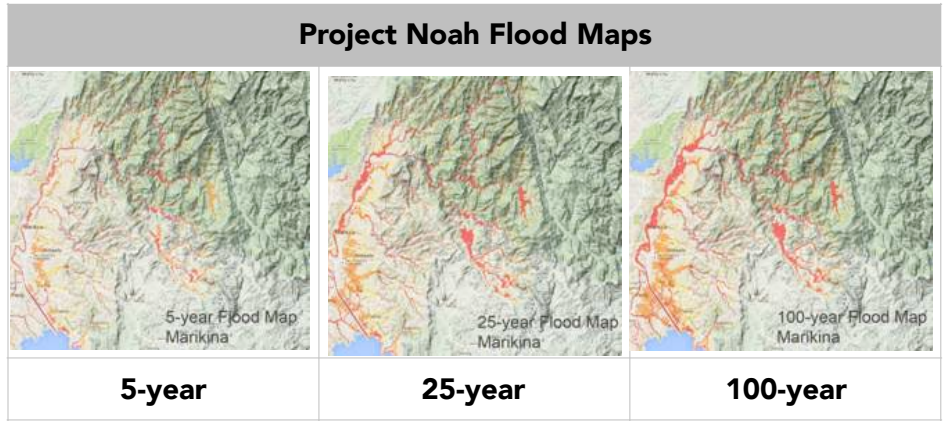 Project Noah Flood Maps
5-year Flood Map
Marikina
25-year Flood Map
Marikina
100-year Flood Map
Marikina
5-year
25-year
100-year